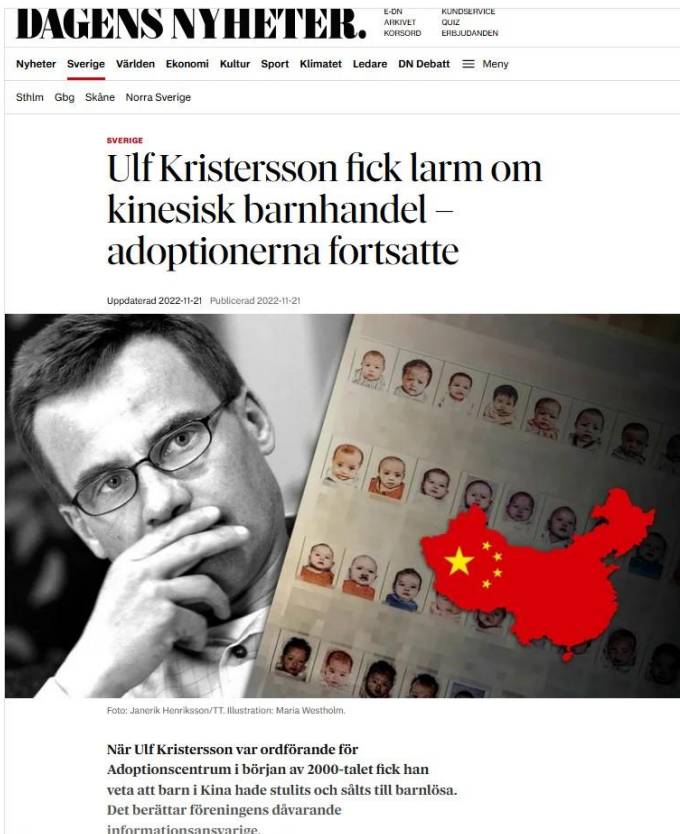 DAGENS NYHETER.
E-DN
ARKIVET
KORSORD
KUNDSERVICE
QUIZ
ERBJUDANDEN
Nyheter Sverige Världen Ekonomi Kultur Sport Klimatet Ledare DN Debatt Meny
Sthlm Gbg Skåne Norra Sverige
SVERIGE
Ulf Kristersson fick larm om
kinesisk barnhandel –
adoptionerna fortsatte
Uppdaterad 2022-11-21 Publicerad 2022-11-21
Foto: Janerik Henriksson/TT. Illustration: Maria Westholm.
När Ulf Kristersson var ordförande för
Adoptionscentrum i början av 2000-talet fick han
veta att barn i Kina hade stulits och sålts till barnlösa.
Det berättar föreningens dåvarande
informationsansvarige.